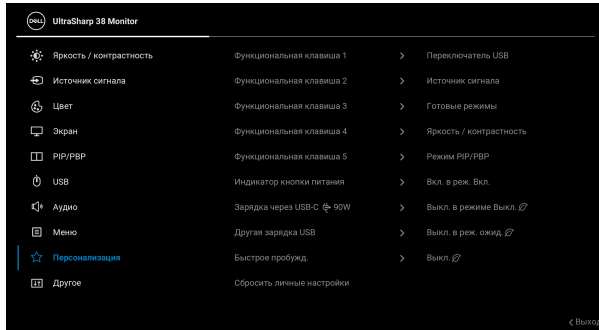 DELL UltraSharp 38 Monitor
Яркость / контрастность Функциональная клавиша 1 > Переключатель USB
Источник сигнала Функциональная клавиша 2 > Источник сигнала
Цвет Функциональная клавиша 3 > Готовые режимы
Экран Функциональная клавиша 4 > Яркость / контрастность
PIP/PBP Функциональная клавиша 5 > Режим PIP/PBP
USB Индикатор кнопки питания > Вкл. в реж. Вкл.
Аудио Зарядка через USB-C 90W > Выкл. в режиме Выкл.
Меню Другая зарядка USB > Выкл. в реж. ожид.
Персонализация Быстрое пробужд. > Выкл.
Другое Сбросить личные настройки
< Выход